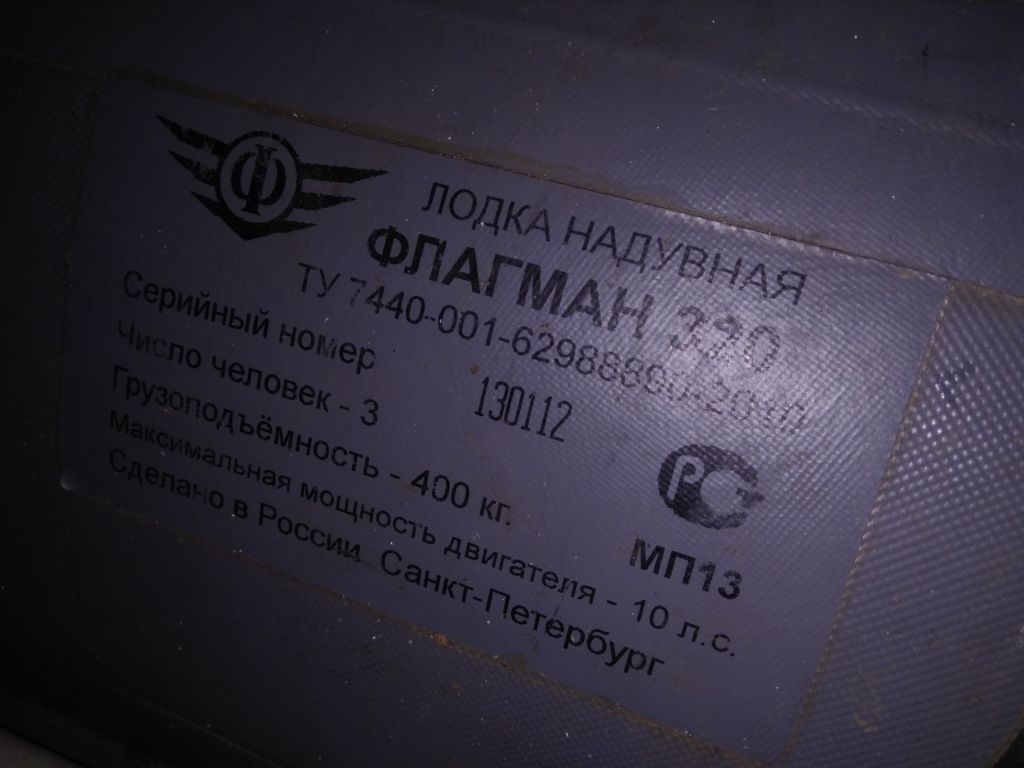 Ф
ЛОДКА НАДУВНАЯ
ФЛАГМАН 320
ТУ 7440-001-62988890-2010
Серийный номер 130112
Число человек - 3
Грузоподъёмность - 400 кг.
Максимальная мощность двигателя - 10 л.с.
Сделано в России Санкт-Петербург
РС
МП13